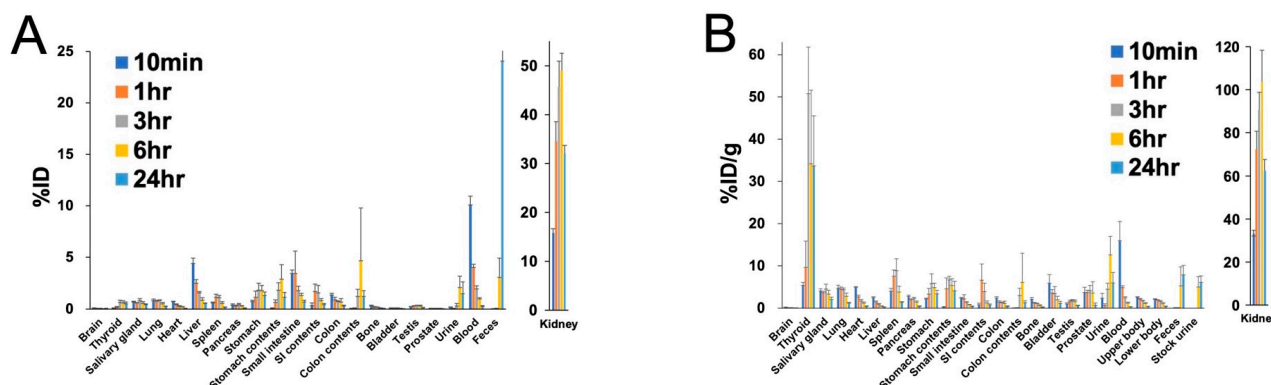 A
%ID
25
20
15
10
5
0
10min
1hr
3hr
6hr
24hr
Brain
Thyroid
Salivary gland
Lung
Heart
Liver
Spleen
Pancreas
Stomach
Stomach contents
Small intestine
SI contents
Colon
Colon contents
Bone
Bladder
Testis
Prostate
Urine
Blood
Feces
50
40
30
20
10
0
Kidney
B
%ID/g
60
50
40
30
20
10
0
10min
1hr
3hr
6hr
24hr
Brain
Thyroid
Salivary gland
Lung
Heart
Liver
Spleen
Pancreas
Stomach
Stomach contents
Small intestine
SI contents
Colon
Colon contents
Bone
Bladder
Testis
Prostate
Urine
Blood
Upper body
Lower body
Feces
Stock urine
120
100
80
60
40
20
0
Kidne